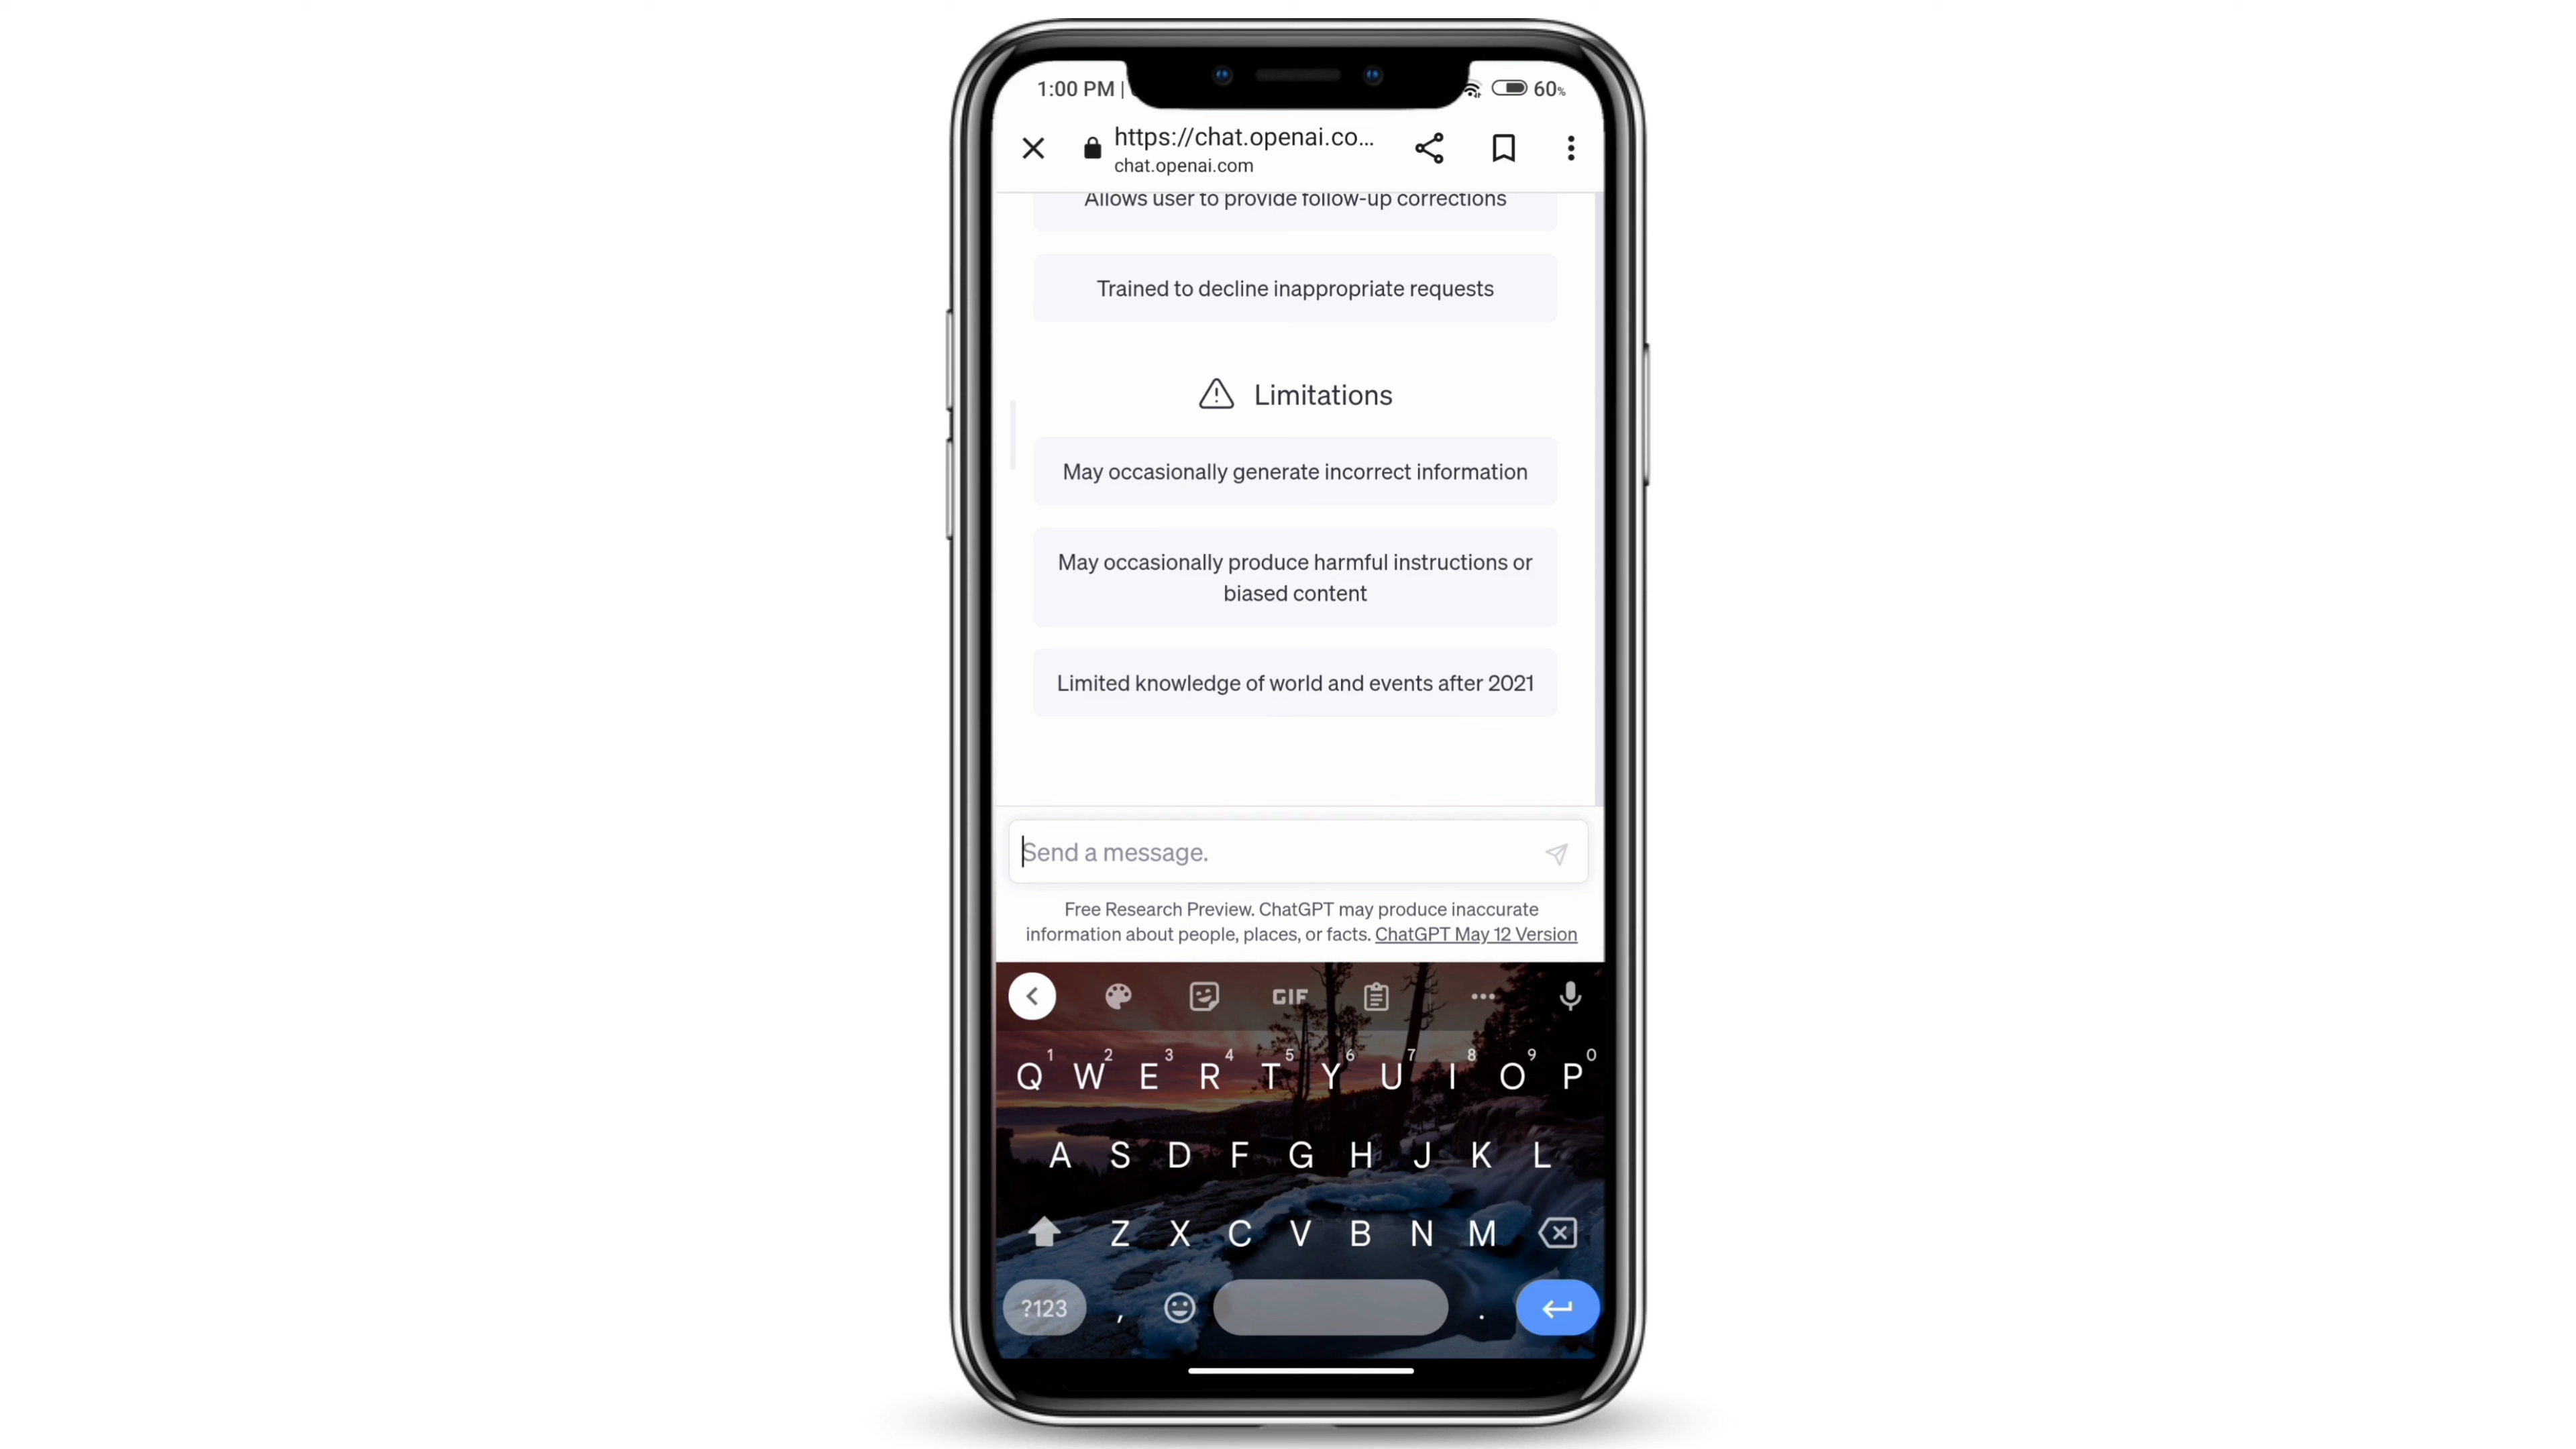 1:00 PM |
60%
https://chat.openai.co...
chat.openai.com
Allows user to provide follow-up corrections
Trained to decline inappropriate requests
Limitations
May occasionally generate incorrect information
May occasionally produce harmful instructions or
biased content
Limited knowledge of world and events after 2021
Send a message.
Free Research Preview. ChatGPT may produce inaccurate
information about people, places, or facts. ChatGPT May 12 Version
GIF
1 2 3 4 5 6 7 8 9 0
Q W E R T Y U I O P
A S D F G H J K L
Z X C V B N M
?123 , .